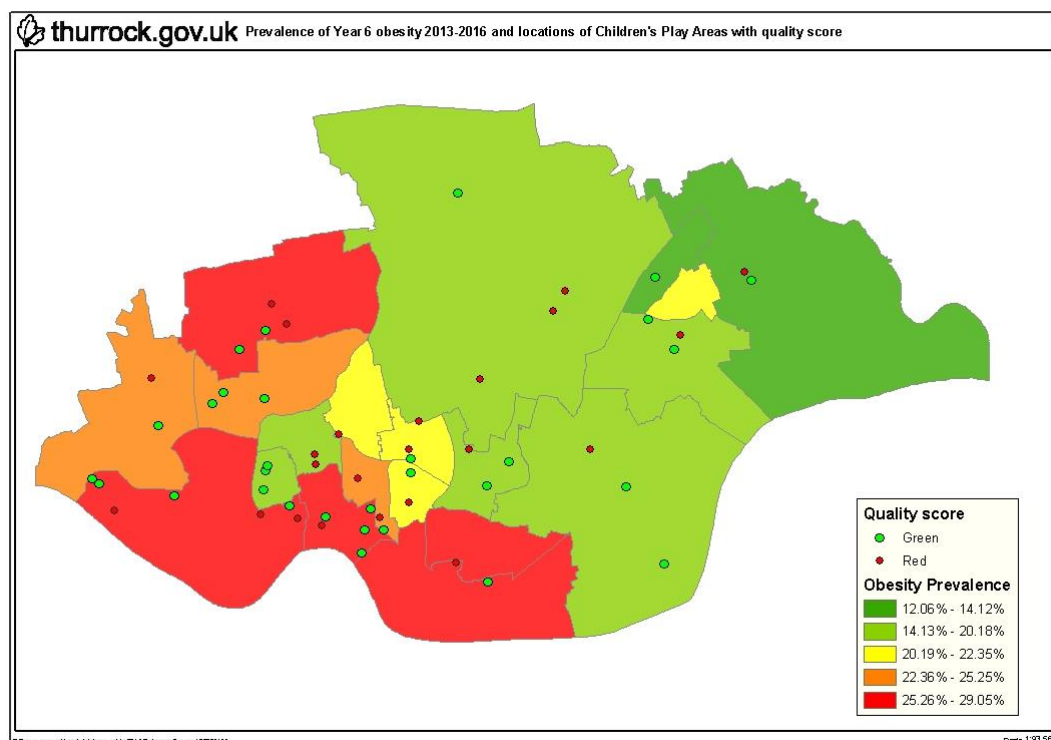 thurrock.gov.uk Prevalence of Year 6 obesity 2013-2016 and locations of Children's Play Areas with quality score
Quality score
Green
Red
Obesity Prevalence
12.06% - 14.12%
14.13% - 20.18%
20.19% - 22.35%
22.36% - 25.25%
25.26% - 29.05%